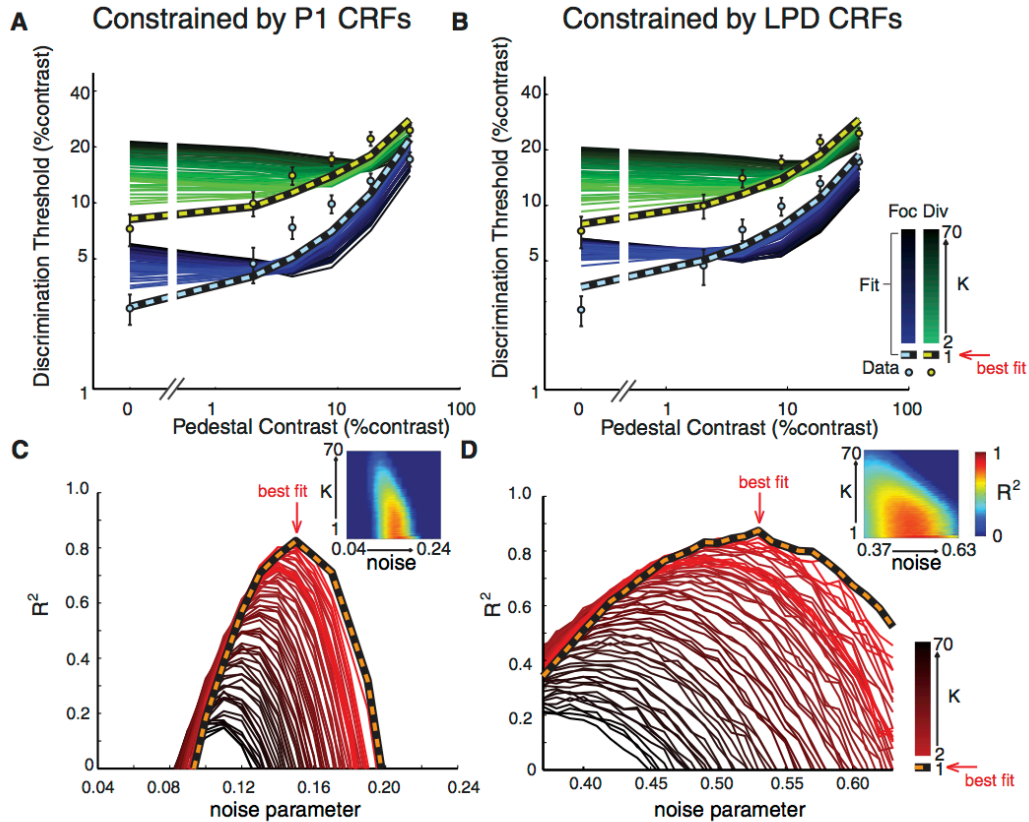 A Constrained by P1 CRFs
B Constrained by LPD CRFs
Discrimination Threshold (%contrast)
40
20
10
5
1
0 1 10 100
Pedestal Contrast (%contrast)
Discrimination Threshold (%contrast)
40
20
10
5
1
0 1 10 100
Pedestal Contrast (%contrast)
Foc Div
70
Fit
K
2
1
best fit
Data
C
R²
1.0
0.8
0.6
0.4
0.2
0
0.04 0.08 0.12 0.16 0.20 0.24
noise parameter
best fit
70
K
1
0.04 0.24
noise
D
R²
1.0
0.8
0.6
0.4
0.2
0
0.40 0.45 0.50 0.55 0.60
noise parameter
best fit
70
K
1
0.37 0.63
noise
1
R²
0
70
K
2
1
best fit